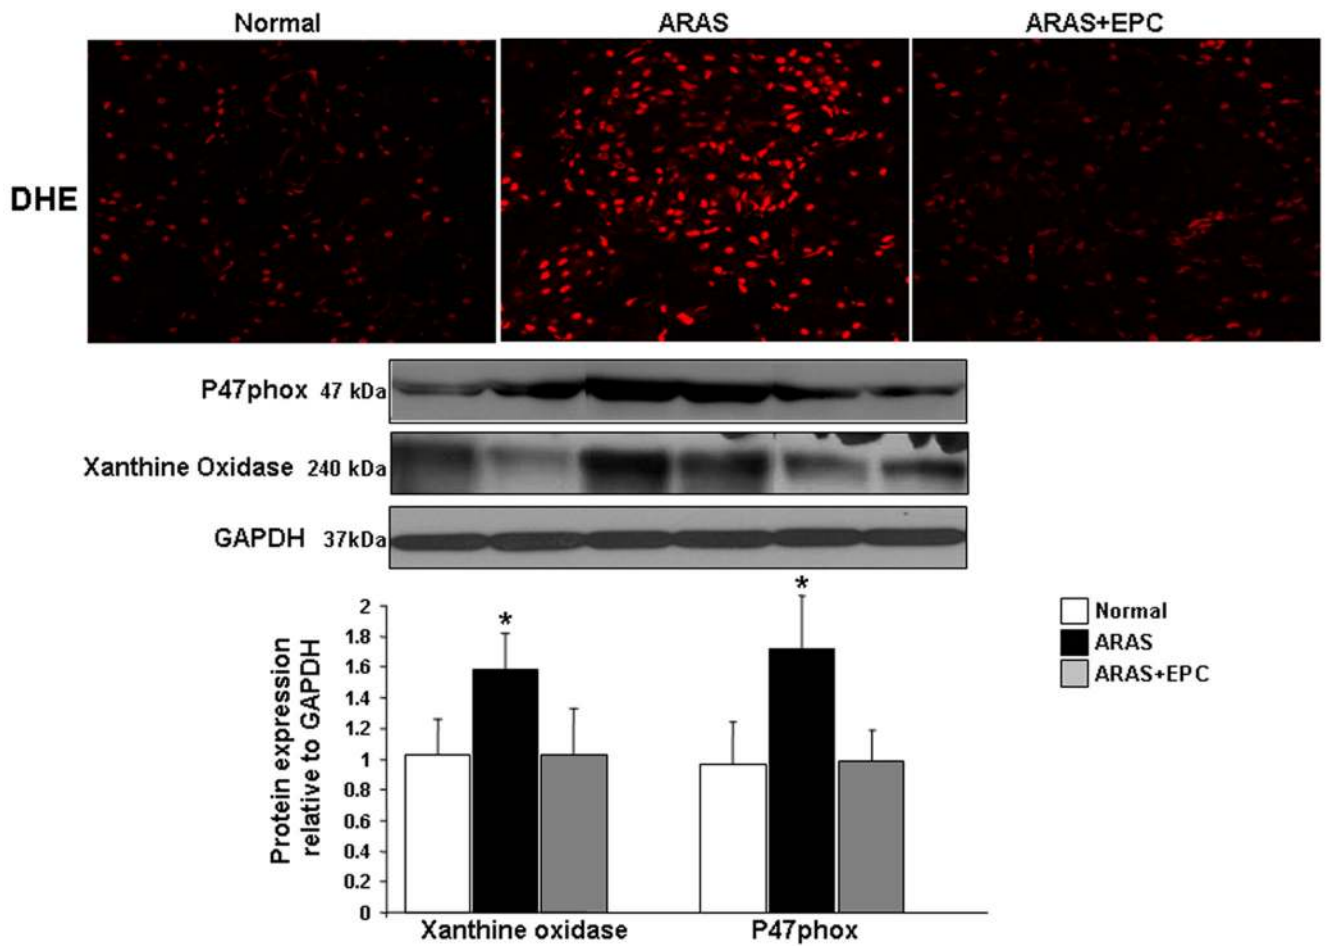 Normal
ARAS
ARAS+EPC
DHE
P47phox 47 kDa
Xanthine Oxidase 240 kDa
GAPDH 37kDa
Protein expression
relative to GAPDH
2
1.8
1.6
1.4
1.2
1
0.8
0.6
0.4
0.2
0
*
*
Xanthine oxidase
P47phox
Normal
ARAS
ARAS+EPC